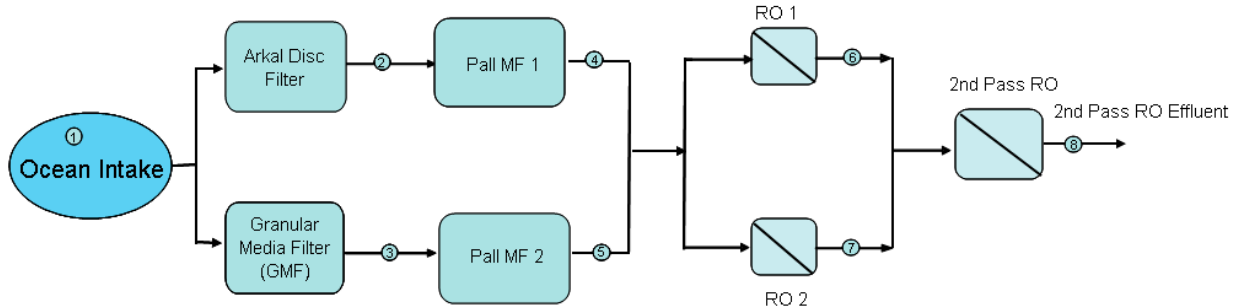 1
Ocean Intake
Arkal Disc
Filter
2
Pall MF 1
4
Granular
Media Filter
(GMF)
3
Pall MF 2
5
RO 1
6
RO 2
7
2nd Pass RO
2nd Pass RO Effluent
8